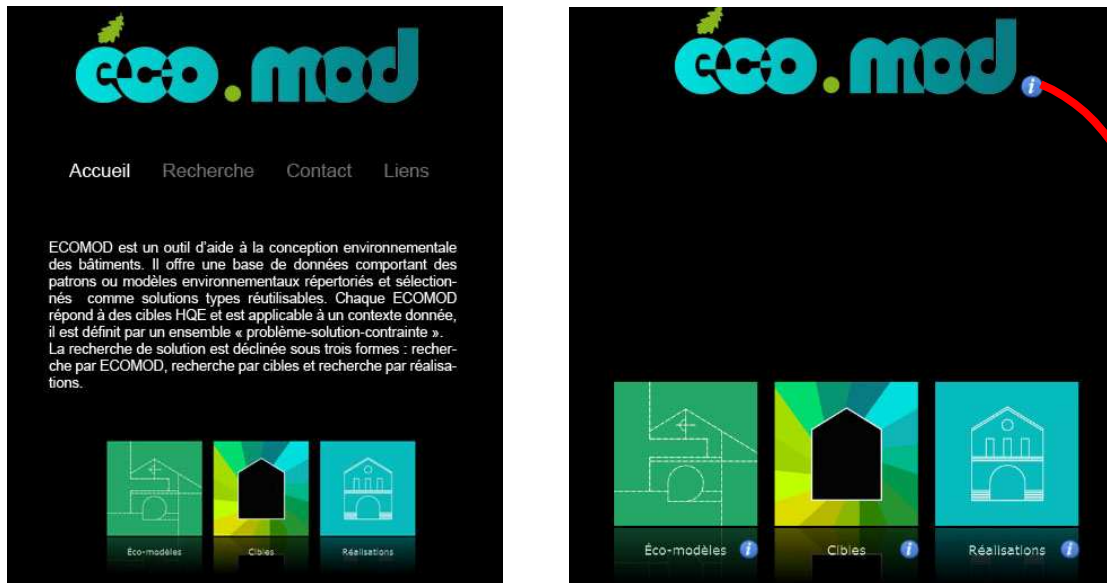 éco.mod
Accueil Recherche Contact Liens
ECOMOD est un outil d'aide à la conception environnementale
des bâtiments. Il offre une base de données comportant des
patrons ou modèles environnementaux répertoriés et sélection-
nés comme solutions types réutilisables. Chaque ECOMOD
répond à des cibles HQE et est applicable à un contexte donnée,
il est définit par un ensemble « problème-solution-contrainte ».
La recherche de solution est déclinée sous trois formes : recher-
che par ECOMOD, recherche par cibles et recherche par réalisa-
tions.
Éco-modèles Cibles Réalisations
éco.mod i
Éco-modèles i Cibles i Réalisations i